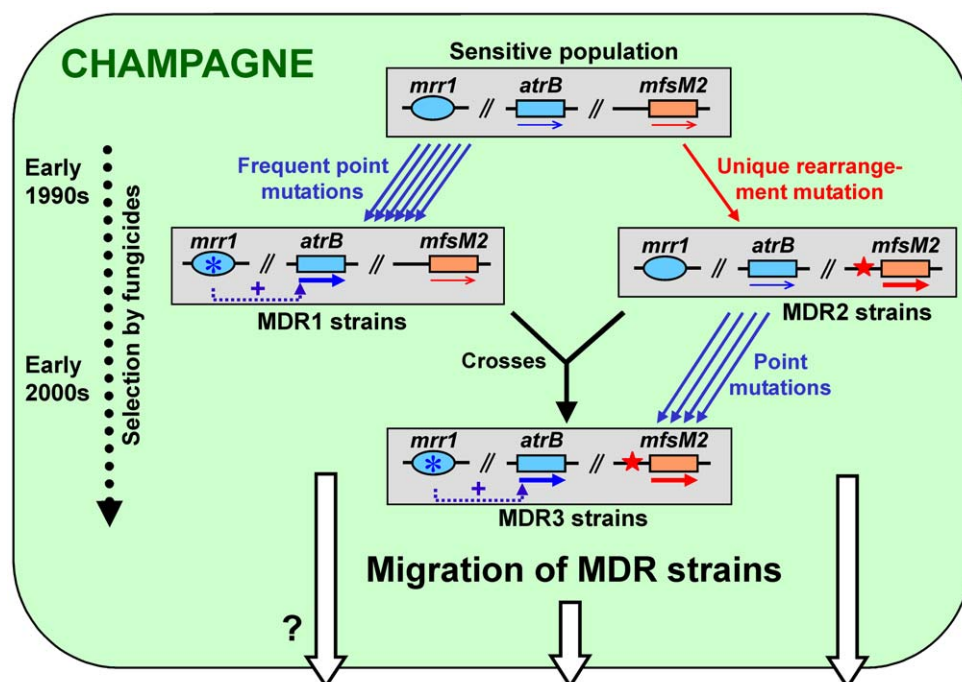 CHAMPAGNE
Sensitive population
mrr1 // atrB // mfsM2
Early
1990s
Selection by fungicides
Frequent point
mutations
Unique rearrange-
ment mutation
mrr1 // atrB // mfsM2
* +
MDR1 strains
mrr1 // atrB // mfsM2
MDR2 strains
Early
2000s
Crosses
Point
mutations
mrr1 // atrB // mfsM2
* +
MDR3 strains
Migration of MDR strains
?